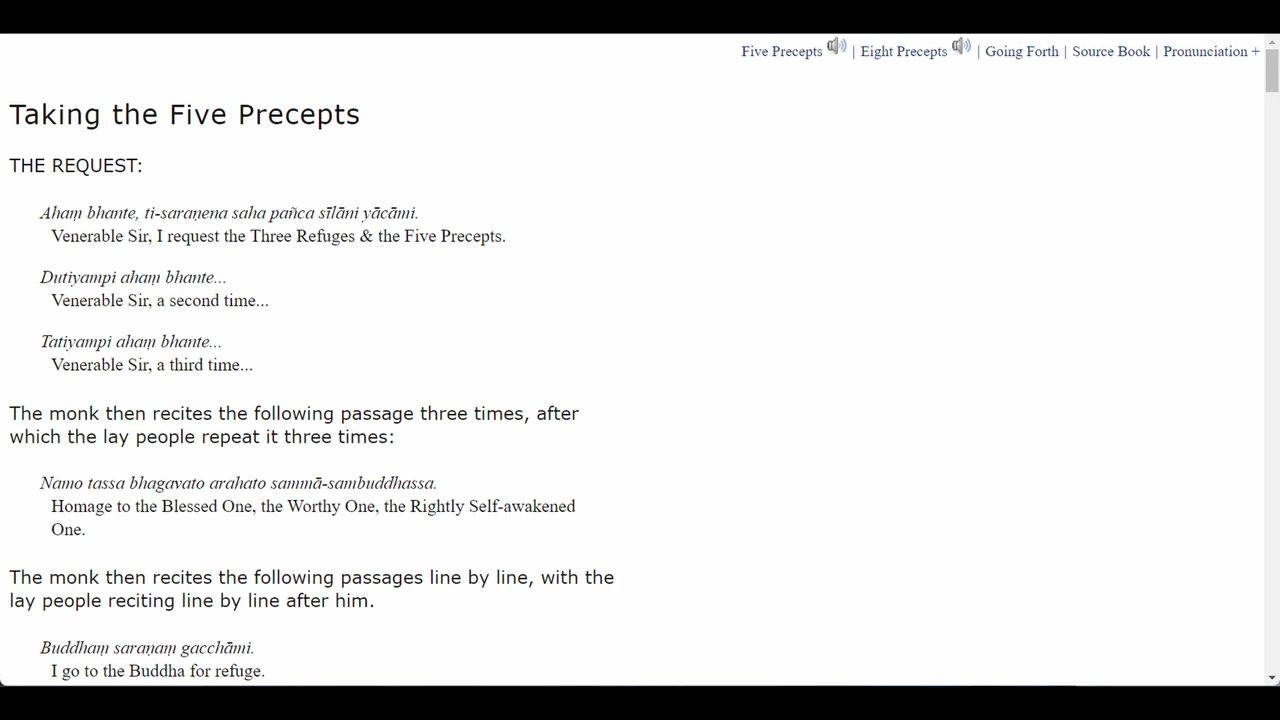 Five Precepts | Eight Precepts | Going Forth | Source Book | Pronunciation +
Taking the Five Precepts
THE REQUEST:
Ahaṃ bhante, ti-saraṇena saha pañca sīlāni yācāmi.
Venerable Sir, I request the Three Refuges & the Five Precepts.
Dutiyampi ahaṃ bhante...
Venerable Sir, a second time...
Tatiyampi ahaṃ bhante...
Venerable Sir, a third time...
The monk then recites the following passage three times, after
which the lay people repeat it three times:
Namo tassa bhagavato arahato sammā-sambuddhassa.
Homage to the Blessed One, the Worthy One, the Rightly Self-awakened
One.
The monk then recites the following passages line by line, with the
lay people reciting line by line after him.
Buddhaṃ saraṇaṃ gacchāmi.
I go to the Buddha for refuge.